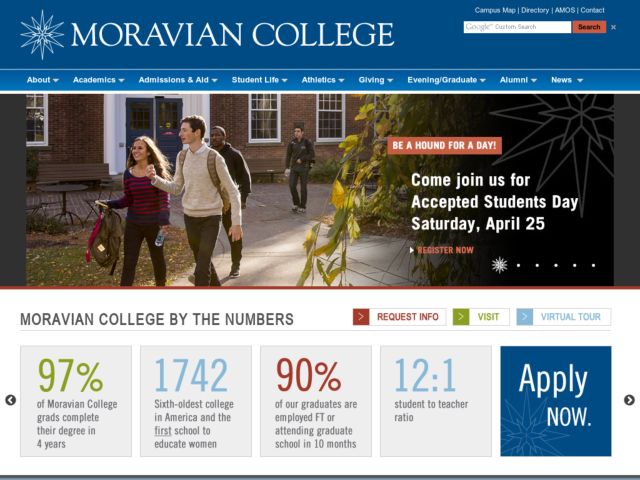 Campus Map | Directory | AMOS | Contact
MORAVIAN COLLEGE
Google™ Custom Search
Search
×
About
Academics
Admissions & Aid
Student Life
Athletics
Giving
Evening/Graduate
Alumni
News
BE A HOUND FOR A DAY!
Come join us for
Accepted Students Day
Saturday, April 25
REGISTER NOW
MORAVIAN COLLEGE BY THE NUMBERS
REQUEST INFO
VISIT
VIRTUAL TOUR
97%
of Moravian College
grads complete
their degree in
4 years
1742
Sixth-oldest college
in America and the
first school to
educate women
90%
of our graduates are
employed FT or
attending graduate
school in 10 months
12:1
student to teacher
ratio
Apply
NOW.